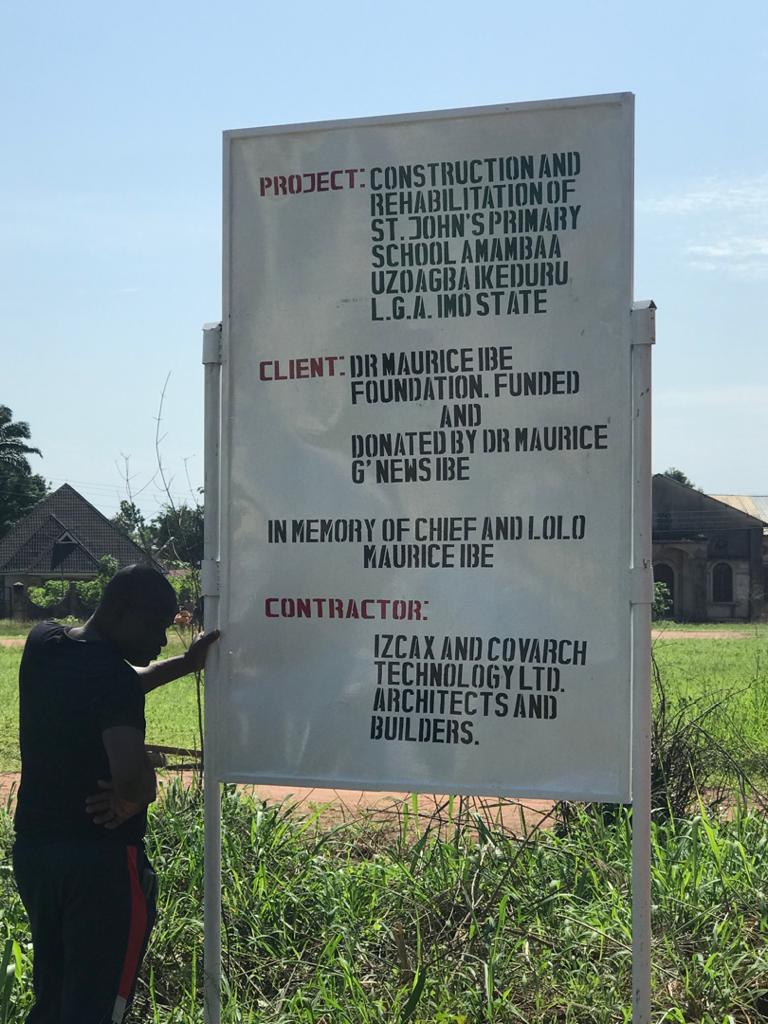 PROJECT: CONSTRUCTION AND
REHABILITATION OF
ST. JOHN'S PRIMARY
SCHOOL AMAMBAA
UZOAGBA IKEDURU
L.G.A. IMO STATE
CLIENT: DR MAURICE IBE
FOUNDATION. FUNDED
AND
DONATED BY DR MAURICE
G' NEWS IBE
IN MEMORY OF CHIEF AND LOLO
MAURICE IBE
CONTRACTOR:
IZCAX AND COVARCH
TECHNOLOGY LTD.
ARCHITECTS AND
BUILDERS.